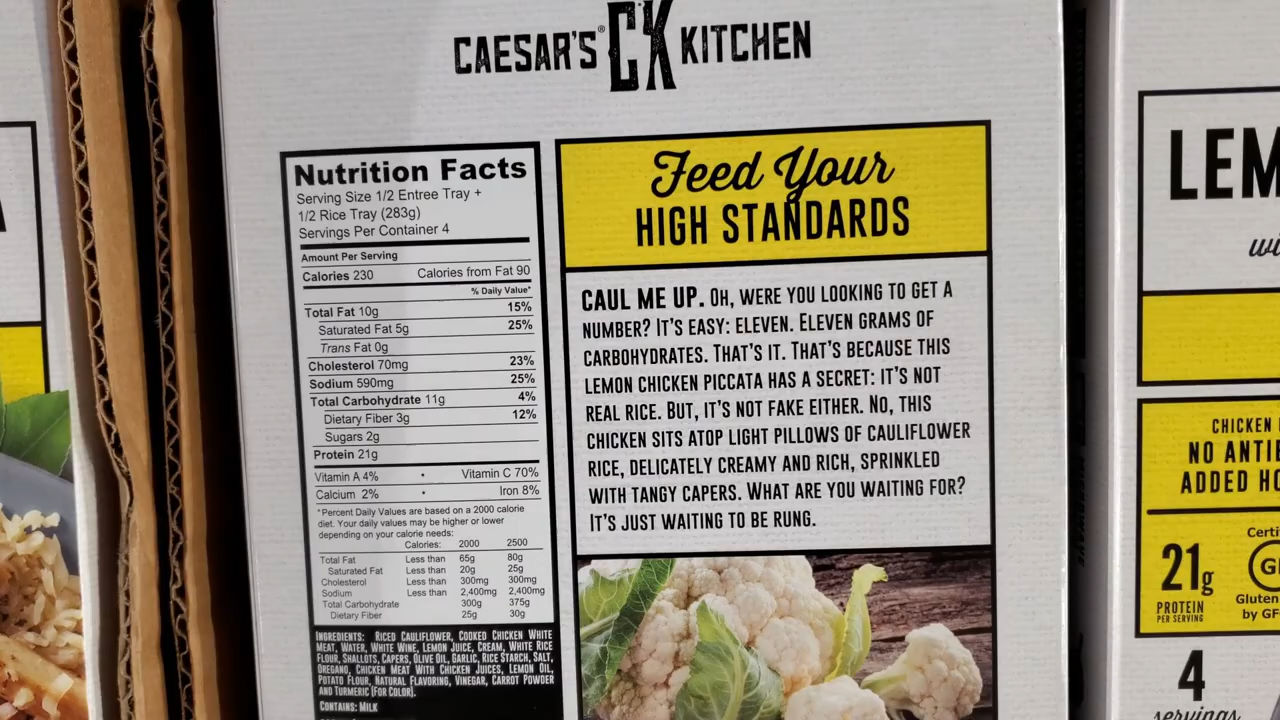 CAESAR'S® CK KITCHEN
Nutrition Facts
Serving Size 1/2 Entree Tray +
1/2 Rice Tray (283g)
Servings Per Container 4
Amount Per Serving
Calories 230 Calories from Fat 90
% Daily Value*
Total Fat 10g 15%
Saturated Fat 5g 25%
Trans Fat 0g
Cholesterol 70mg 23%
Sodium 590mg 25%
Total Carbohydrate 11g 4%
Dietary Fiber 3g 12%
Sugars 2g
Protein 21g
Vitamin A 4% • Vitamin C 70%
Calcium 2% • Iron 8%
*Percent Daily Values are based on a 2000 calorie
diet. Your daily values may be higher or lower
depending on your calorie needs:
Calories: 2000 2500
Total Fat Less than 65g 80g
Saturated Fat Less than 20g 25g
Cholesterol Less than 300mg 300mg
Sodium Less than 2,400mg 2,400mg
Total Carbohydrate 300g 375g
Dietary Fiber 25g 30g
INGREDIENTS: RICED CAULIFLOWER, COOKED CHICKEN WHITE
MEAT, WATER, WHITE WINE, LEMON JUICE, CREAM, WHITE RICE
FLOUR, SHALLOTS, CAPERS, OLIVE OIL, GARLIC, RICE STARCH, SALT,
OREGANO, CHICKEN MEAT WITH CHICKEN JUICES, LEMON OIL,
POTATO FLOUR, NATURAL FLAVORING, VINEGAR, CARROT POWDER
AND TURMERIC (FOR COLOR).
CONTAINS: MILK
Feed Your
HIGH STANDARDS
CAUL ME UP. OH, WERE YOU LOOKING TO GET A
NUMBER? IT'S EASY: ELEVEN. ELEVEN GRAMS OF
CARBOHYDRATES. THAT'S IT. THAT'S BECAUSE THIS
LEMON CHICKEN PICCATA HAS A SECRET: IT'S NOT
REAL RICE. BUT, IT'S NOT FAKE EITHER. NO, THIS
CHICKEN SITS ATOP LIGHT PILLOWS OF CAULIFLOWER
RICE, DELICATELY CREAMY AND RICH, SPRINKLED
WITH TANGY CAPERS. WHAT ARE YOU WAITING FOR?
IT'S JUST WAITING TO BE RUNG.
LEM
wi
CHICKEN
NO ANTIB
ADDED HO
21g
PROTEIN
PER SERVING
Certi
Gluten
by GF
4
servings